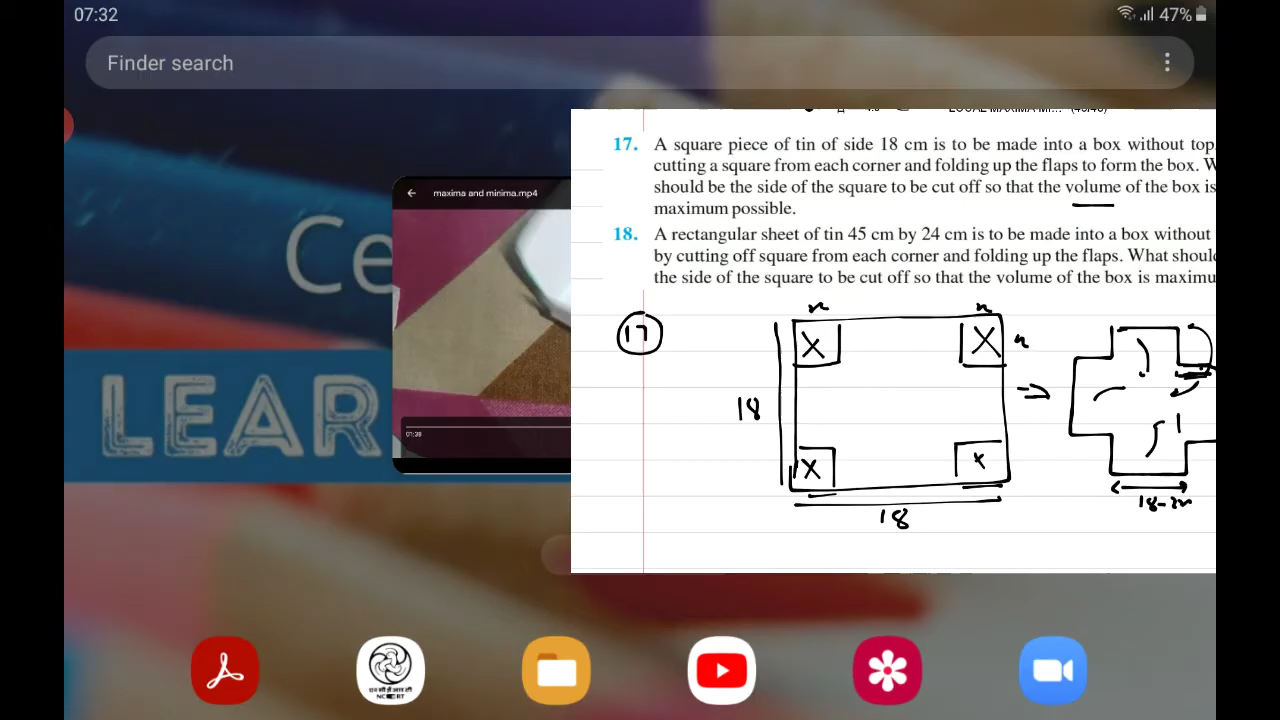 07:32
47%
Finder search
17. A square piece of tin of side 18 cm is to be made into a box without top
cutting a square from each corner and folding up the flaps to form the box. W
should be the side of the square to be cut off so that the volume of the box is
maximum possible.
18. A rectangular sheet of tin 45 cm by 24 cm is to be made into a box without
by cutting off square from each corner and folding up the flaps. What should
the side of the square to be cut off so that the volume of the box is maximu
maxima and minima.mp4
Ce
LEAR
01:38
17
x x
x
18
18
18-2x
NCERT